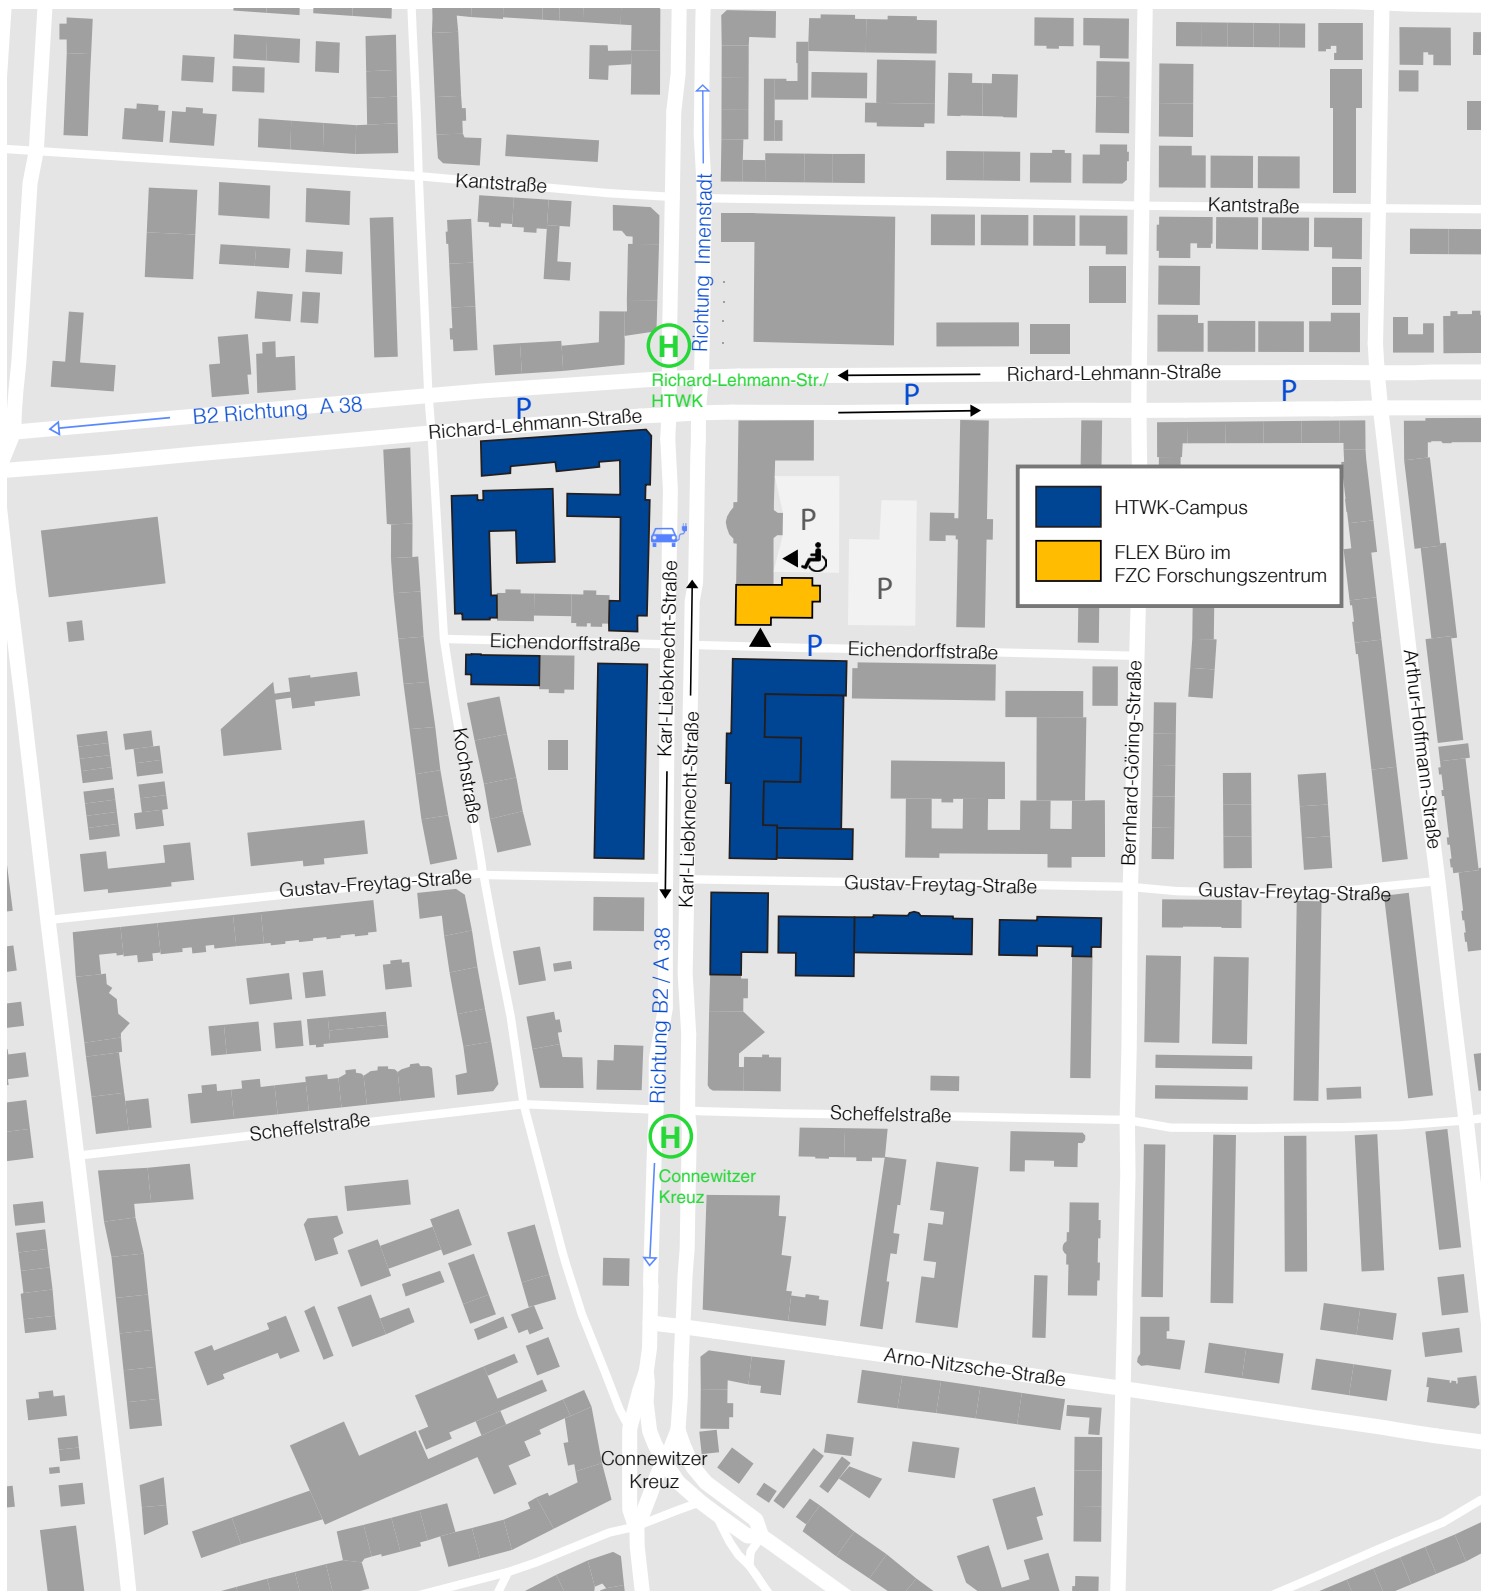 Kantstraße
Kantstraße
Richtung Innenstadt
H
Richard-Lehmann-Str./
HTWK
Richard-Lehmann-Straße
P
P
B2 Richtung A 38
P
Richard-Lehmann-Straße
HTWK-Campus
FLEX Büro im
FZC Forschungszentrum
P
P
Karl-Liebknecht-Straße
Eichendorffstraße
P
Eichendorffstraße
Bernhard-Göring-Straße
Arthur-Hoffmann-Straße
Kochstraße
Karl-Liebknecht-Straße
Gustav-Freytag-Straße
Gustav-Freytag-Straße
Gustav-Freytag-Straße
Richtung B2 / A 38
Scheffelstraße
Scheffelstraße
H
Connewitzer
Kreuz
Arno-Nitzsche-Straße
Connewitzer
Kreuz